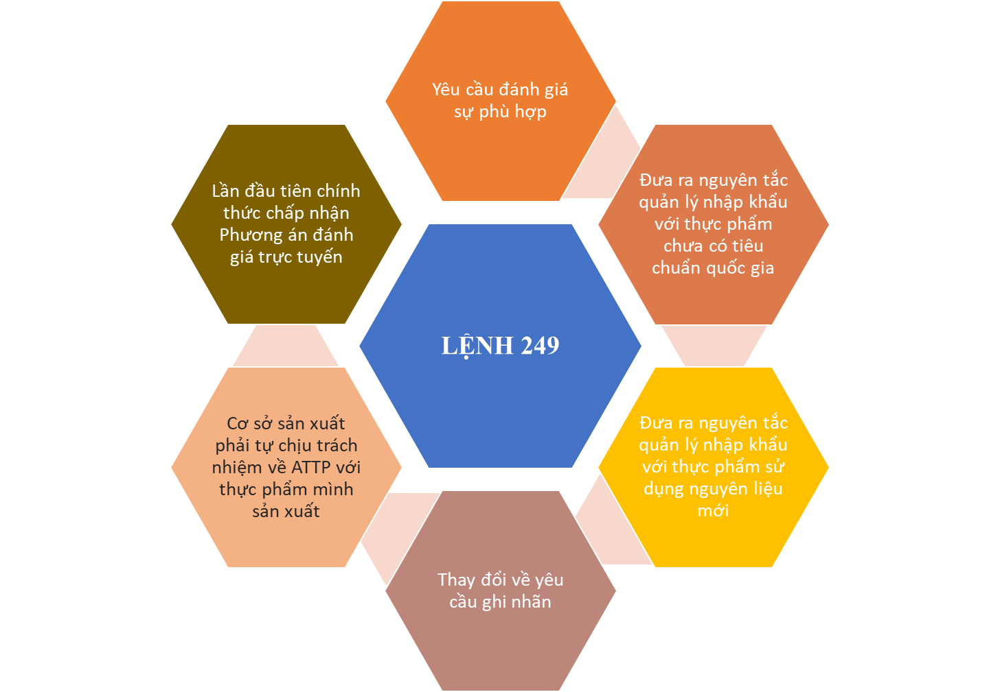 Yêu cầu đánh giá
sự phù hợp
Đưa ra nguyên tắc
quản lý nhập khẩu
với thực phẩm
chưa có tiêu
chuẩn quốc gia
Đưa ra nguyên tắc
quản lý nhập khẩu
với thực phẩm sử
dụng nguyên liệu
mới
Thay đổi về yêu
cầu ghi nhãn
Cơ sở sản xuất
phải tự chịu trách
nhiệm về ATTP với
thực phẩm mình
sản xuất
Lần đầu tiên chính
thức chấp nhận
Phương án đánh
giá trực tuyến
LỆNH 249